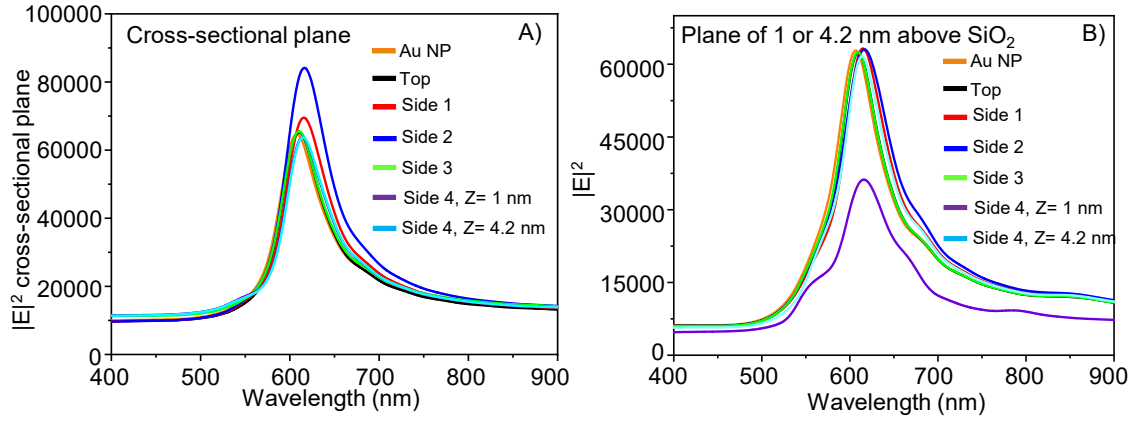 Cross-sectional plane
A)
Au NP
Top
Side 1
Side 2
Side 3
Side 4, Z= 1 nm
Side 4, Z= 4.2 nm
|E|² cross-sectional plane
100000
80000
60000
40000
20000
0
400 500 600 700 800 900
Wavelength (nm)
Plane of 1 or 4.2 nm above SiO₂
B)
Au NP
Top
Side 1
Side 2
Side 3
Side 4, Z= 1 nm
Side 4, Z= 4.2 nm
|E|²
60000
45000
30000
15000
0
400 500 600 700 800 900
Wavelength (nm)